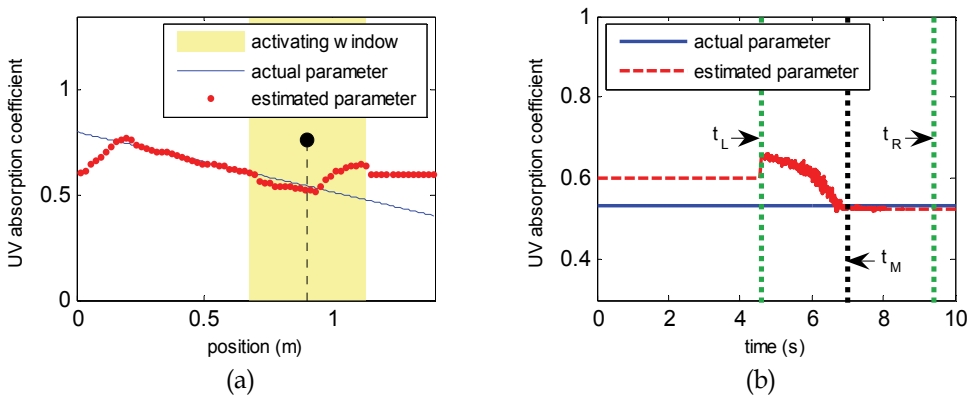 activating window
actual parameter
estimated parameter
UV absorption coefficient
1
0.5
0
0
0.5
1
position (m)
(a)
actual parameter
estimated parameter
UV absorption coefficient
1
0.8
0.6
0.4
t_L
t_R
t_M
0
2
4
6
8
10
time (s)
(b)